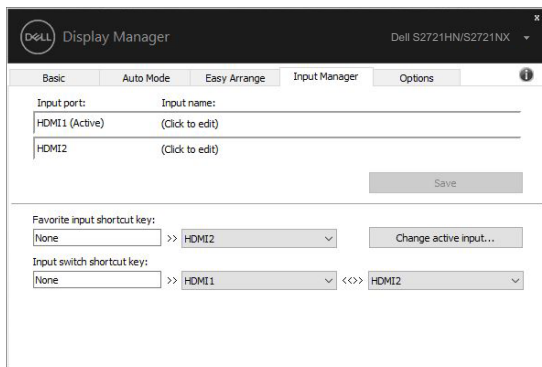 x
DELL Display Manager Dell S2721HN/S2721NX
Basic Auto Mode Easy Arrange Input Manager Options i
Input port: Input name:
HDMI1 (Active) (Click to edit)
HDMI2 (Click to edit)
Save
Favorite input shortcut key:
None >> HDMI2 Change active input...
Input switch shortcut key:
None >> HDMI1 <<>> HDMI2